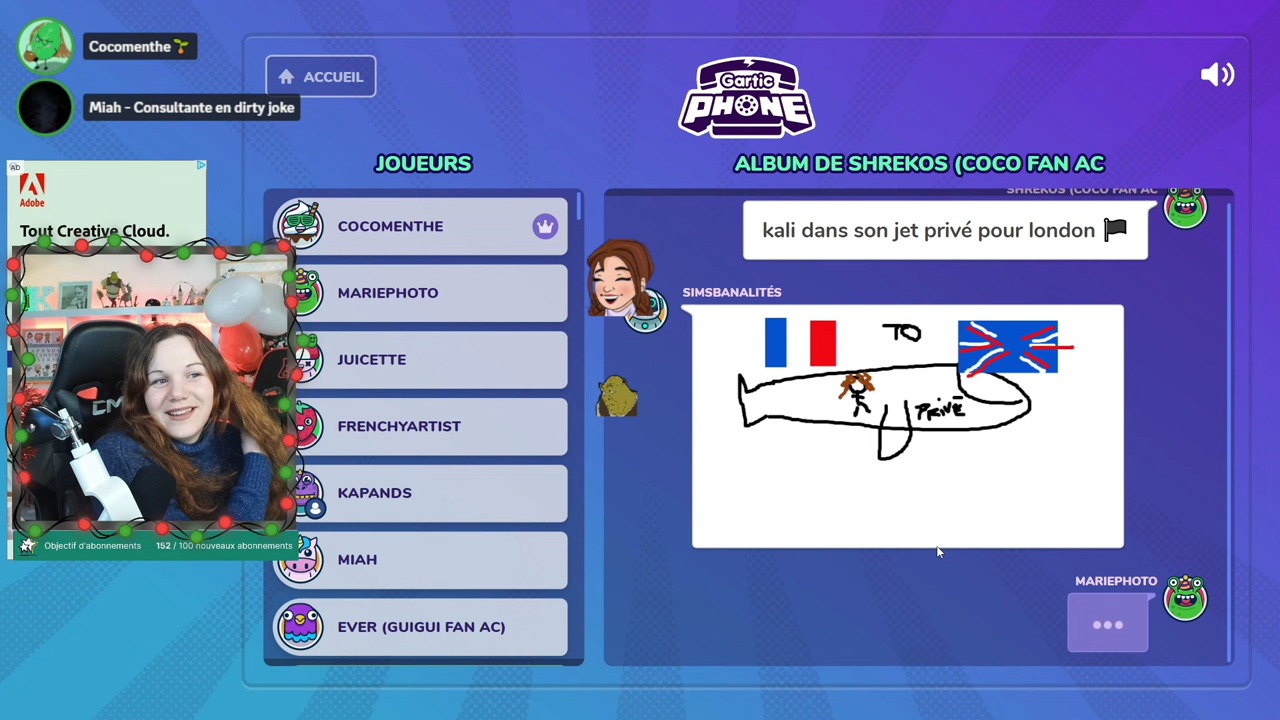 Cocomenthe
Miah - Consultante en dirty joke
ACCUEIL
Gartic
PHONE
JOUEURS
ALBUM DE SHREKOS (COCO FAN AC
AD
Adobe
Tout Creative Cloud.
COCOMENTHE
MARIEPHOTO
JUICETTE
FRENCHYARTIST
KAPANDS
MIAH
EVER (GUIGUI FAN AC)
SHREKOS (COCO FAN AC
kali dans son jet privé pour london
SIMSBANALITÉS
TO
PRIVÉ
MARIEPHOTO
...
Objectif d'abonnements 152 / 100 nouveaux abonnements